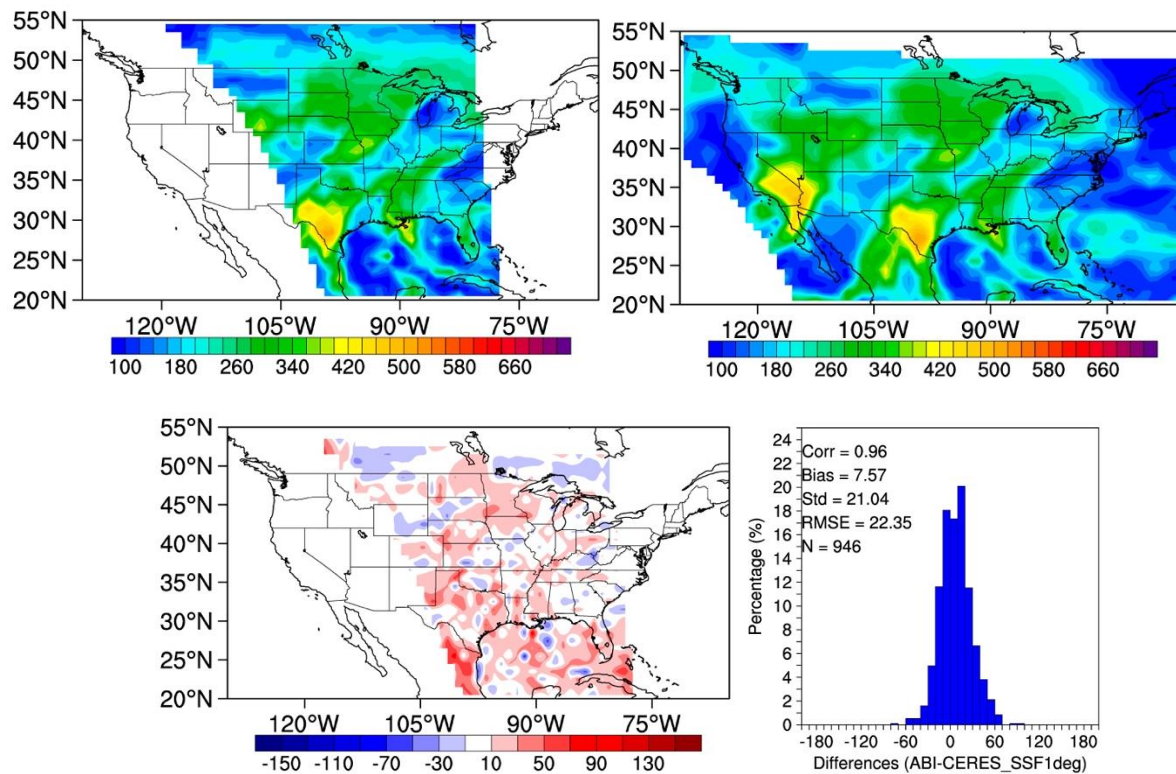 55°N
50°N
45°N
40°N
35°N
30°N
25°N
20°N
120°W 105°W 90°W 75°W
100 180 260 340 420 500 580 660
55°N
50°N
45°N
40°N
35°N
30°N
25°N
20°N
120°W 105°W 90°W 75°W
100 180 260 340 420 500 580 660
55°N
50°N
45°N
40°N
35°N
30°N
25°N
20°N
120°W 105°W 90°W 75°W
-150 -110 -70 -30 10 50 90 130
Percentage (%)
24
22
20
18
16
14
12
10
8
6
4
2
0
Corr = 0.96
Bias = 7.57
Std = 21.04
RMSE = 22.35
N = 946
-180 -120 -60 0 60 120 180
Differences (ABI-CERES_SSF1deg)